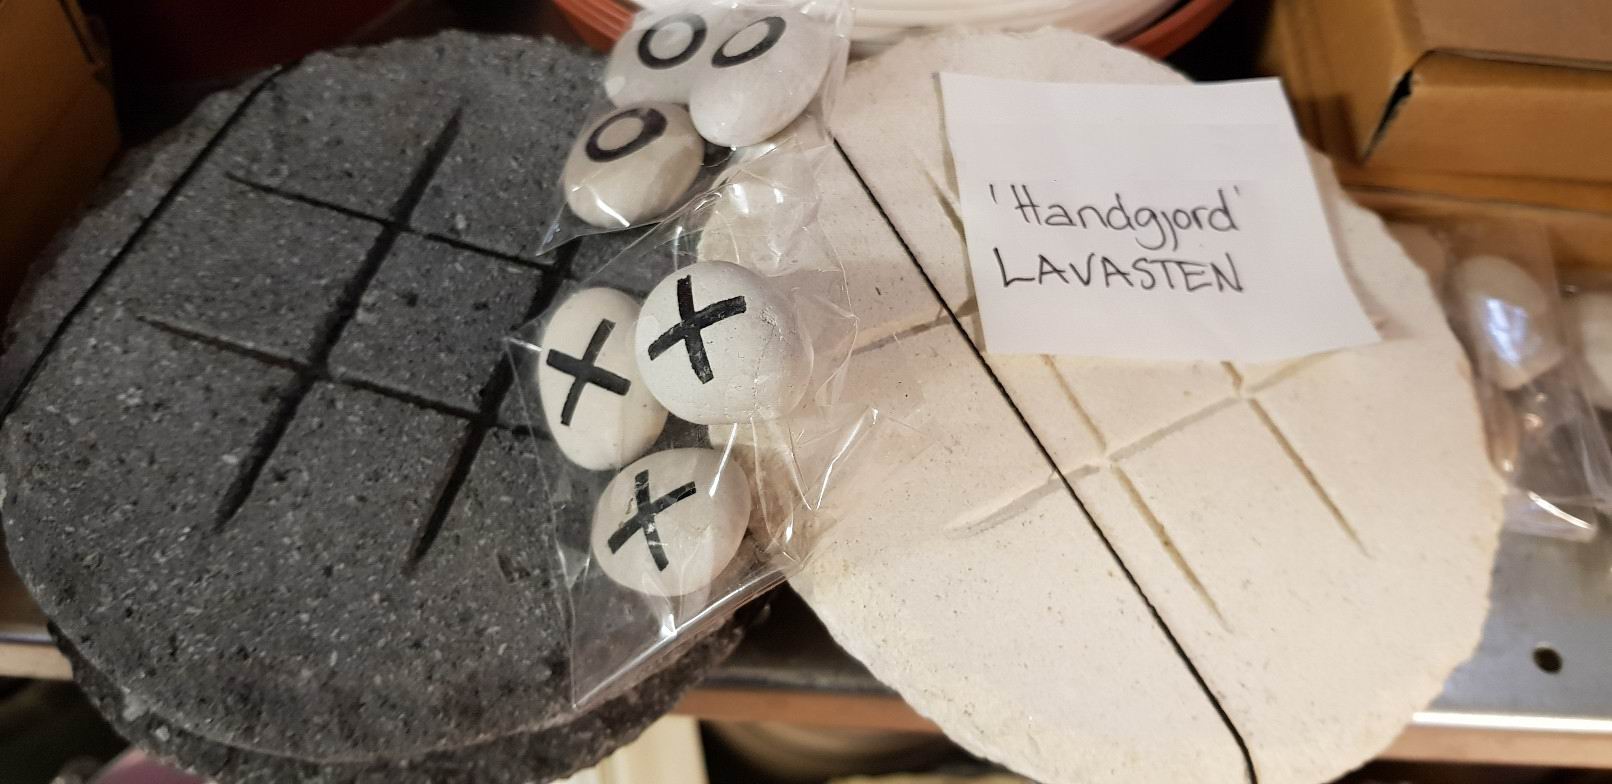 O O
O
X X
X
'Handgjord'
LAVASTEN